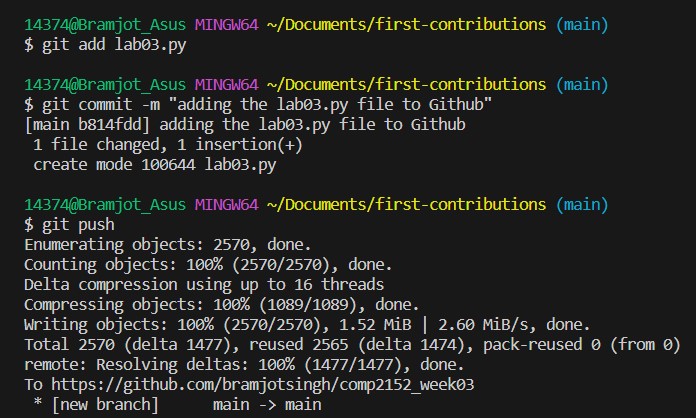 14374@Bramjot_Asus MINGW64 ~/Documents/first-contributions (main)
$ git add lab03.py
14374@Bramjot_Asus MINGW64 ~/Documents/first-contributions (main)
$ git commit -m "adding the lab03.py file to Github"
[main b814fdd] adding the lab03.py file to Github
 1 file changed, 1 insertion(+)
 create mode 100644 lab03.py
14374@Bramjot_Asus MINGW64 ~/Documents/first-contributions (main)
$ git push
Enumerating objects: 2570, done.
Counting objects: 100% (2570/2570), done.
Delta compression using up to 16 threads
Compressing objects: 100% (1089/1089), done.
Writing objects: 100% (2570/2570), 1.52 MiB | 2.60 MiB/s, done.
Total 2570 (delta 1477), reused 2565 (delta 1474), pack-reused 0 (from 0)
remote: Resolving deltas: 100% (1477/1477), done.
To https://github.com/bramjotsingh/comp2152_week03
 * [new branch]      main -> main